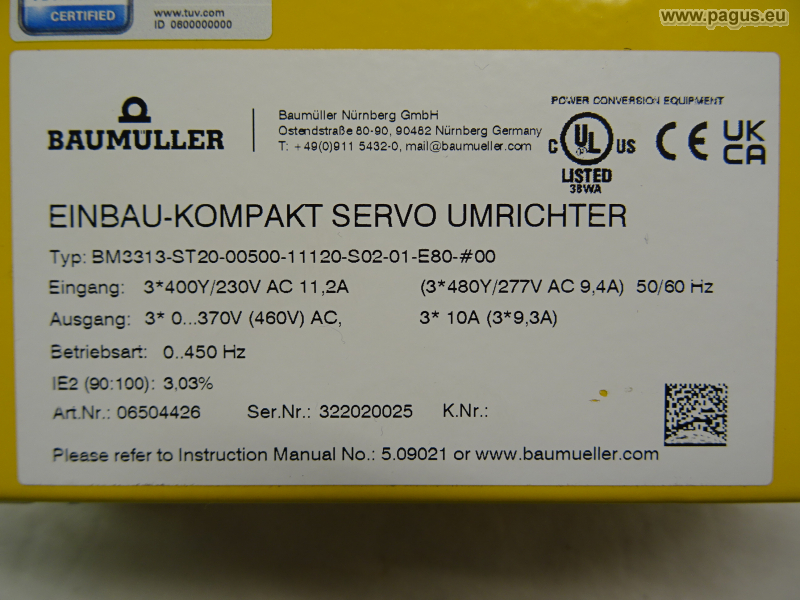 www.pagus.eu
CERTIFIED
www.tuv.com
ID 0600000000
BAUMÜLLER
Baumüller Nürnberg GmbH
Ostendstraße 80-90, 90482 Nürnberg Germany
T: +49(0)911 5432-0, mail@baumueller.com
POWER CONVERSION EQUIPMENT
C UL US
LISTED
38WA
CE
UK
CA
EINBAU-KOMPAKT SERVO UMRICHTER
Typ: BM3313-ST20-00500-11120-S02-01-E80-#00
Eingang: 3*400Y/230V AC 11,2A (3*480Y/277V AC 9,4A) 50/60 Hz
Ausgang: 3* 0...370V (460V) AC, 3* 10A (3*9,3A)
Betriebsart: 0..450 Hz
IE2 (90:100): 3,03%
Art.Nr.: 06504426 Ser.Nr.: 322020025 K.Nr.:
Please refer to Instruction Manual No.: 5.09021 or www.baumueller.com